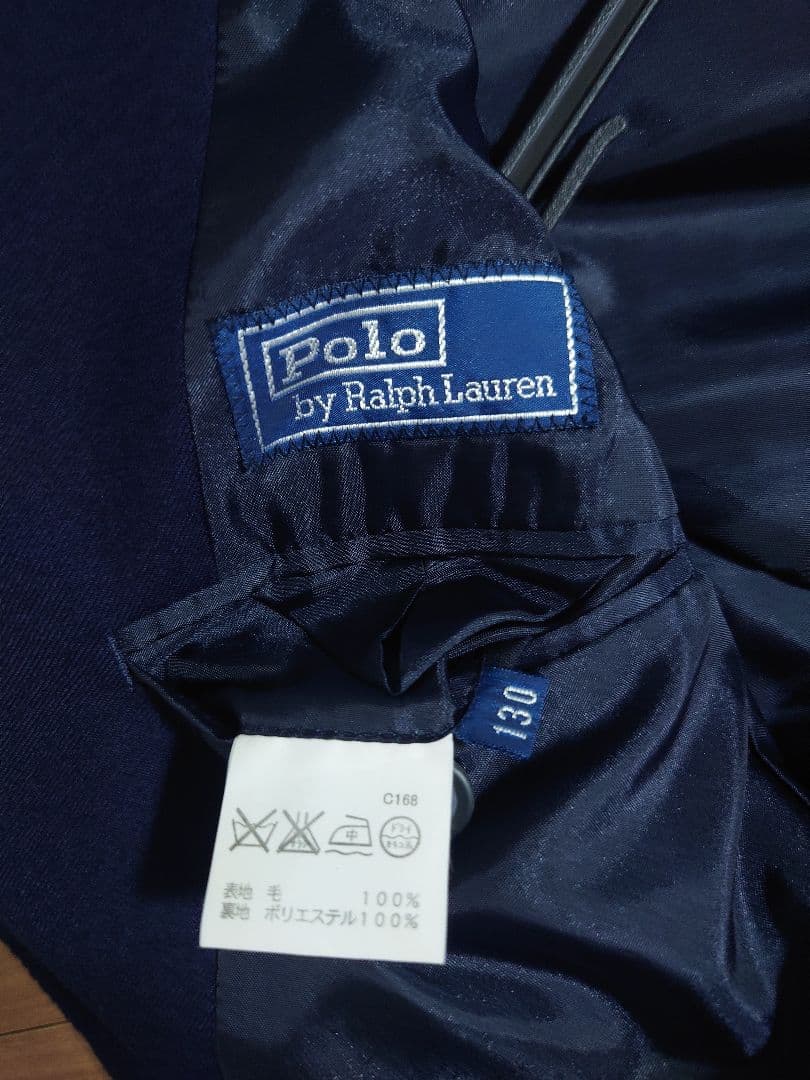 Polo
by Ralph Lauren
130
C168
中
ドライ
表地 毛 100%
裏地 ポリエステル100%